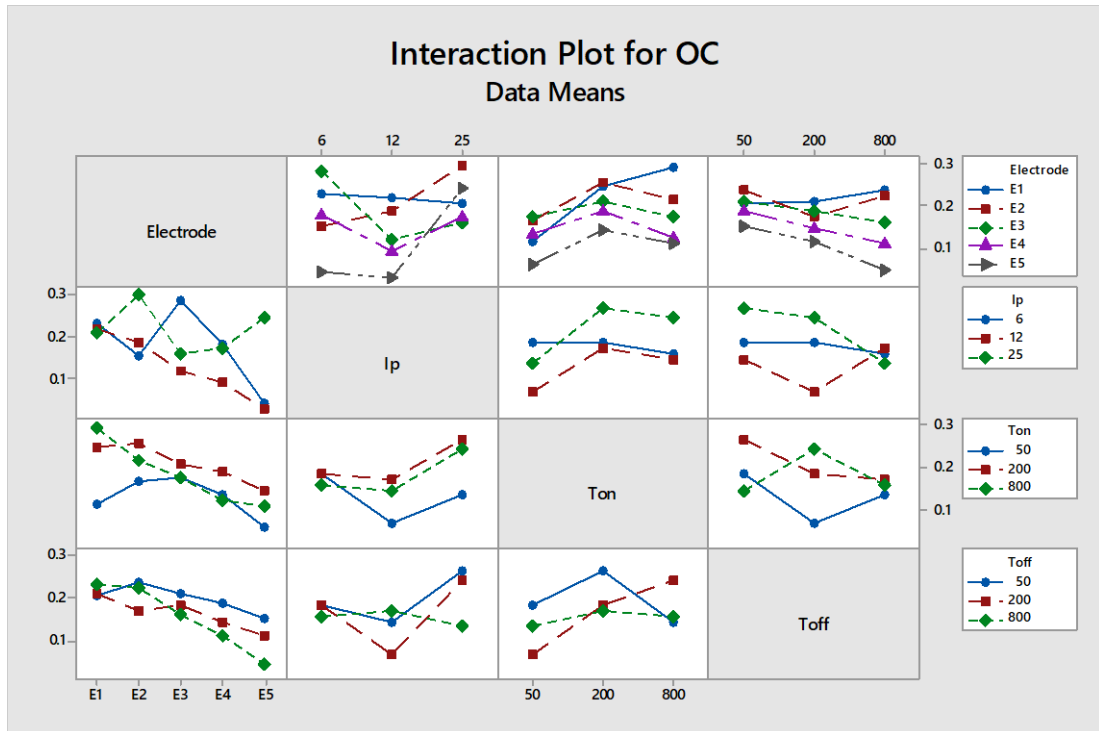 Interaction Plot for OC
Data Means
6 12 25
50 200 800
Electrode
0.3
0.2
0.1
Electrode
E1
E2
E3
E4
E5
0.3
0.2
0.1
Ip
Ip
6
12
25
Ton
0.3
0.2
0.1
Ton
50
200
800
0.3
0.2
0.1
Toff
Toff
50
200
800
E1 E2 E3 E4 E5
50 200 800